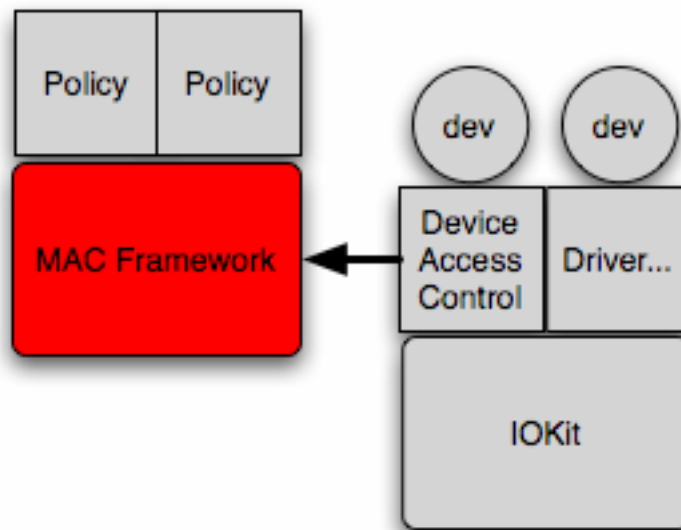 Policy
Policy
MAC Framework
dev
dev
Device
Access
Control
Driver...
IOKit